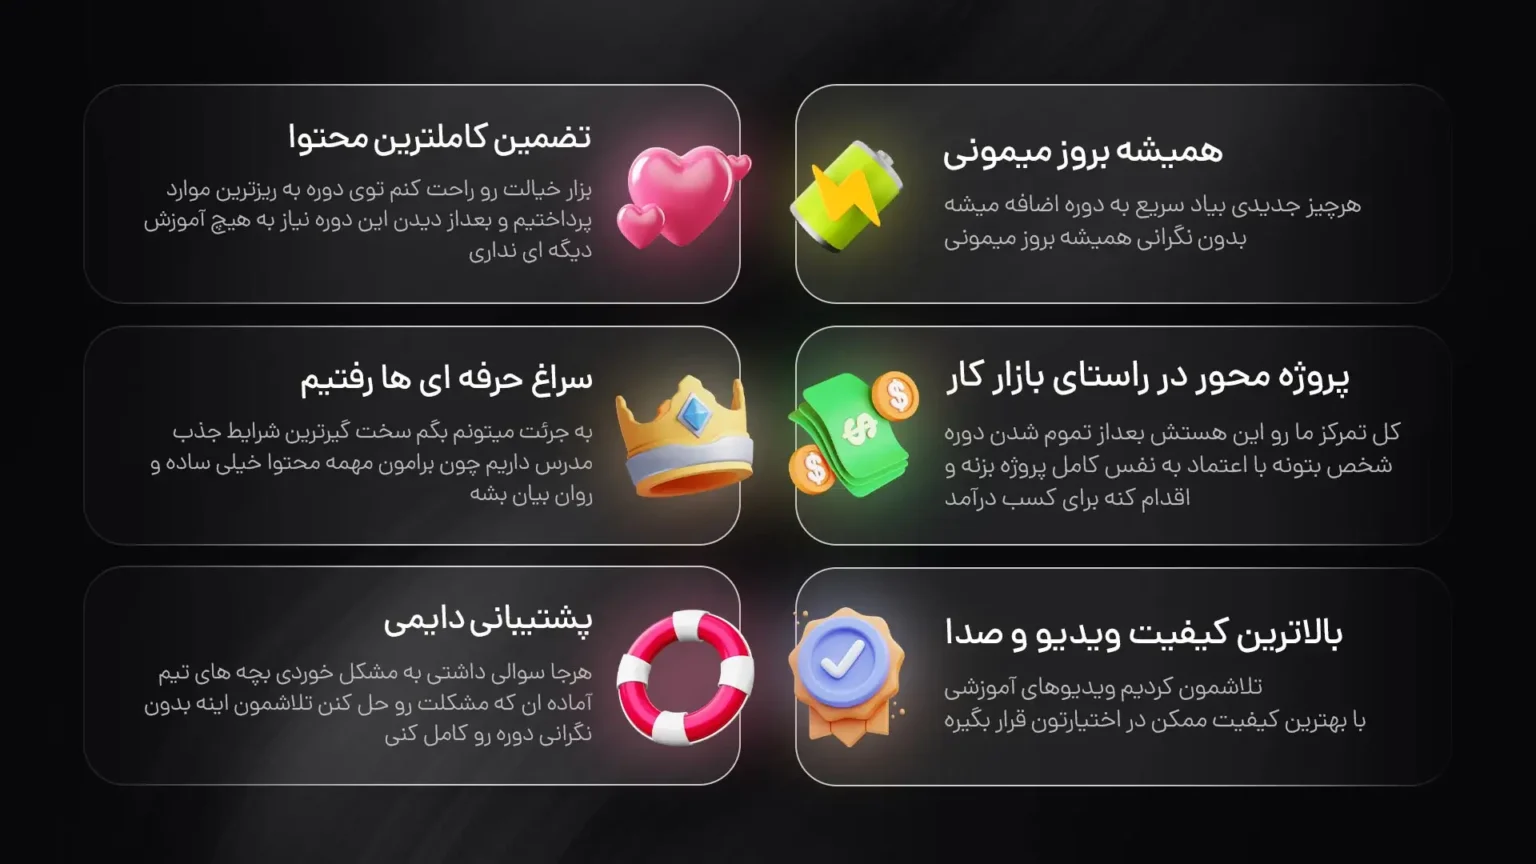 همیشه بروز میمونی
هرچیز جدیدی بیاد سریع به دوره اضافه میشه
بدون نگرانی همیشه بروز میمونی
تضمین کاملترین محتوا
بزار خیالت رو راحت کنم توی دوره به ریزترین موارد
پرداختیم و بعداز دیدن این دوره نیاز به هیچ آموزش
دیگه ای نداری
پروژه محور در راستای بازار کار
کل تمرکز ما رو این هستش بعداز تموم شدن دوره
شخص بتونه با اعتماد به نفس کامل پروژه بزنه و
اقدام کنه برای کسب درآمد
سراغ حرفه ای ها رفتیم
به جرئت میتونم بگم سخت گیرترین شرایط جذب
مدرس داریم چون برامون مهمه محتوا خیلی ساده و
روان بیان بشه
بالاترین کیفیت ویدیو و صدا
تلاشمون کردیم ویدیوهای آموزشی
با بهترین کیفیت ممکن در اختیارتون قرار بگیره
پشتیبانی دایمی
هرجا سوالی داشتی به مشکل خوردی بچه های تیم
آماده ان که مشکلت رو حل کنن تلاشمون اینه بدون
نگرانی دوره رو کامل کنی